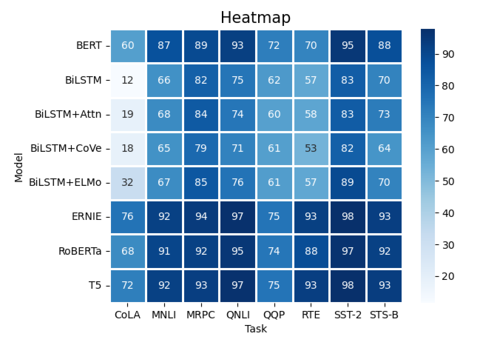 Heatmap
BERT 60 87 89 93 72 70 95 88
BiLSTM 12 66 82 75 62 57 83 70
BiLSTM+Attn 19 68 84 74 60 58 83 73
BiLSTM+CoVe 18 65 79 71 61 53 82 64
BiLSTM+ELMo 32 67 85 76 61 57 89 70
ERNIE 76 92 94 97 75 93 98 93
RoBERTa 68 91 92 95 74 88 97 92
T5 72 92 93 97 75 93 98 93
CoLA MNLI MRPC QNLI QQP RTE SST-2 STS-B
Task
Model
90
80
70
60
50
40
30
20